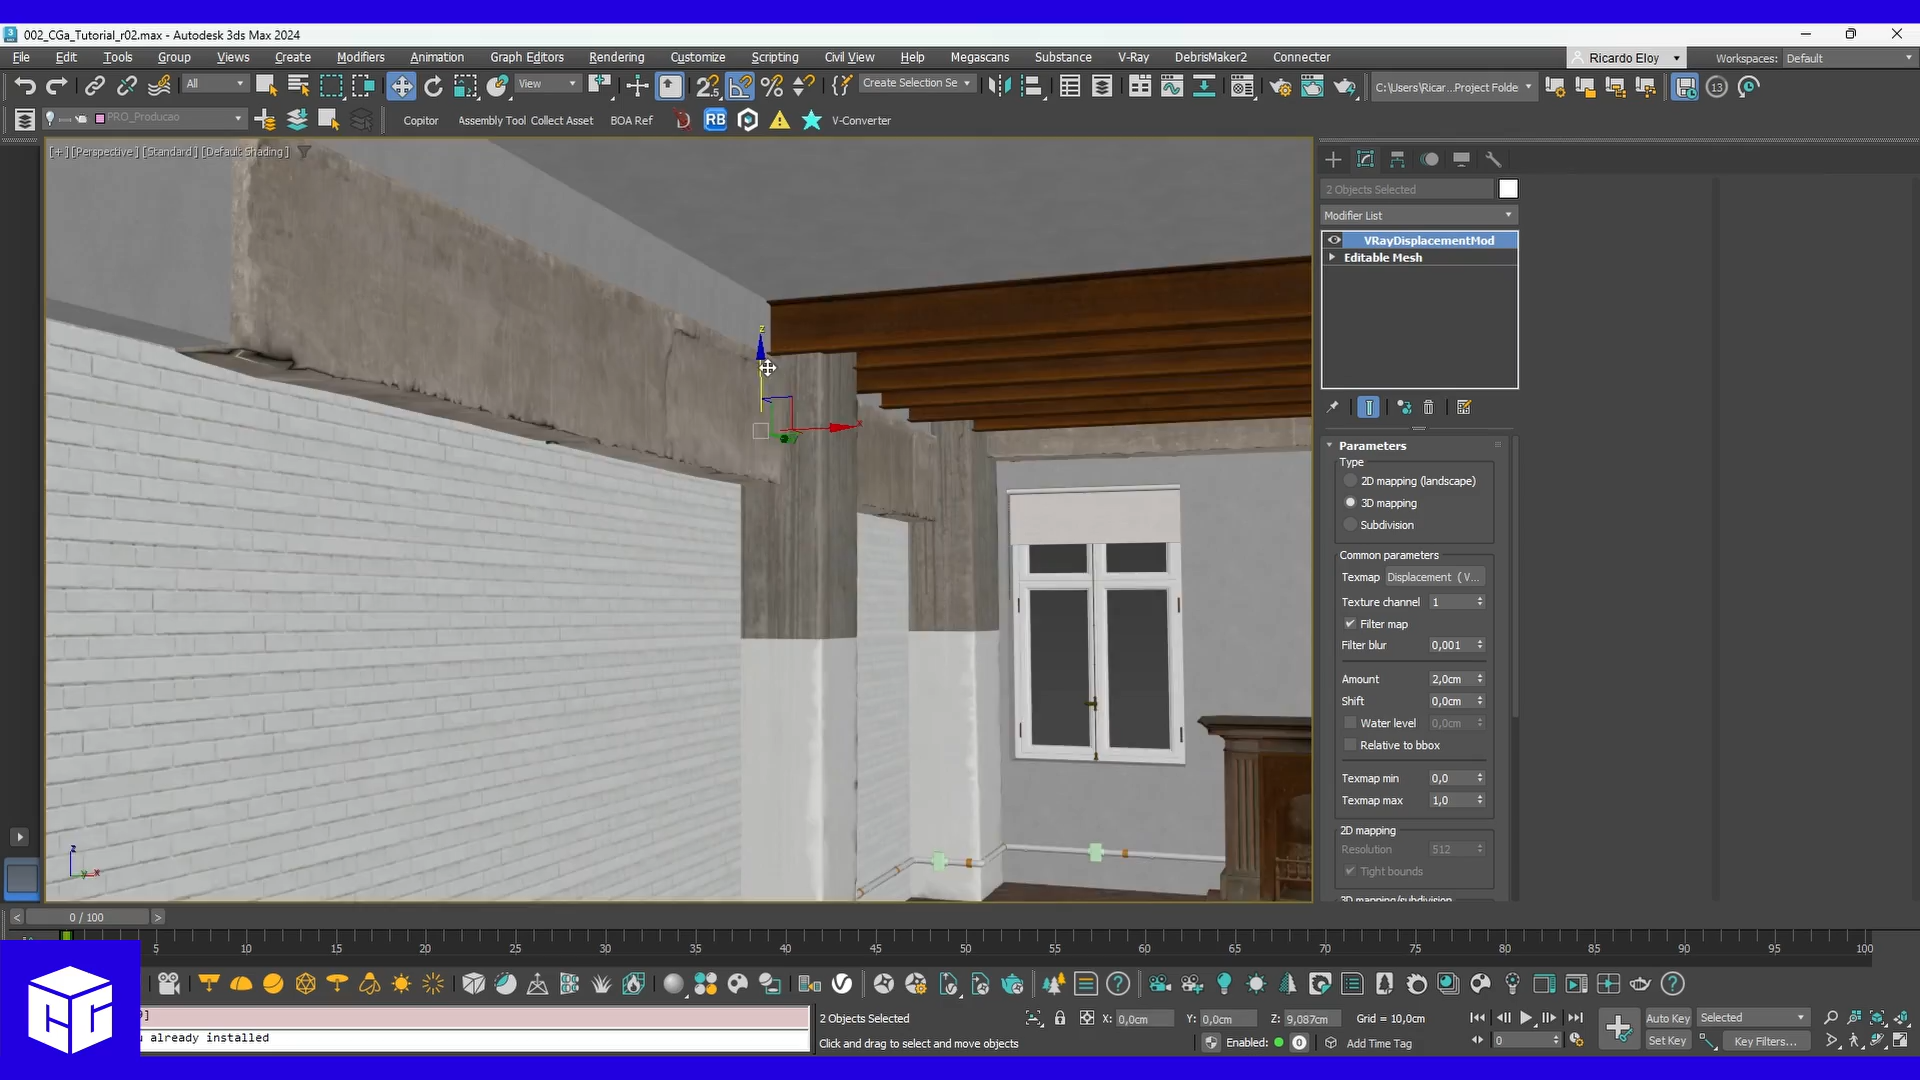 002_CGa_Tutorial_r02.max - Autodesk 3ds Max 2024
File Edit Tools Group Views Create Modifiers Animation Graph Editors Rendering Customize Scripting Civil View Help Megascans Substance V-Ray DebrisMaker2 Connecter
Ricardo Eloy
Workspaces: Default
All
View
Create Selection Se
C:\Users\Ricar...Project Folde
13
PRO_Producao
Copitor
Assembly Tool Collect Asset
BOA Ref
RB
V-Converter
[+] [Perspective] [Standard] [Default Shading]
2 Objects Selected
Modifier List
VRayDisplacementMod
Editable Mesh
Parameters
Type
2D mapping (landscape)
3D mapping
Subdivision
Common parameters
Texmap Displacement ( V...
Texture channel 1
Filter map
Filter blur 0,001
Amount 2,0cm
Shift 0,0cm
Water level 0,0cm
Relative to bbox
Texmap min 0,0
Texmap max 1,0
2D mapping
Resolution 512
Tight bounds
3D mapping/subdivision
z
x
z
y x
< 0 / 100 >
5 10 15 20 25 30 35 40 45 50 55 60 65 70 75 80 85 90 95 100
already installed
2 Objects Selected
X: 0,0cm Y: 0,0cm Z: 9,087cm Grid = 10,0cm
Click and drag to select and move objects
Enabled: 0
Add Time Tag
0
Auto Key Selected
Set Key Key Filters...